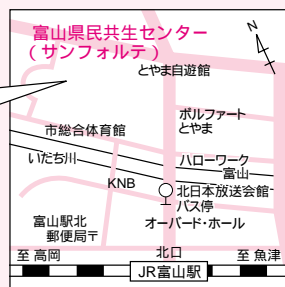 富山県民共生センター
(サンフォルテ)
N
とやま自遊館
ボルファート
とやま
市総合体育館
いたち川
ハローワーク
富山
KNB
北日本放送会館
バス停
富山駅北
郵便局〒
オーバード・ホール
至 高岡
北口
至 魚津
JR富山駅